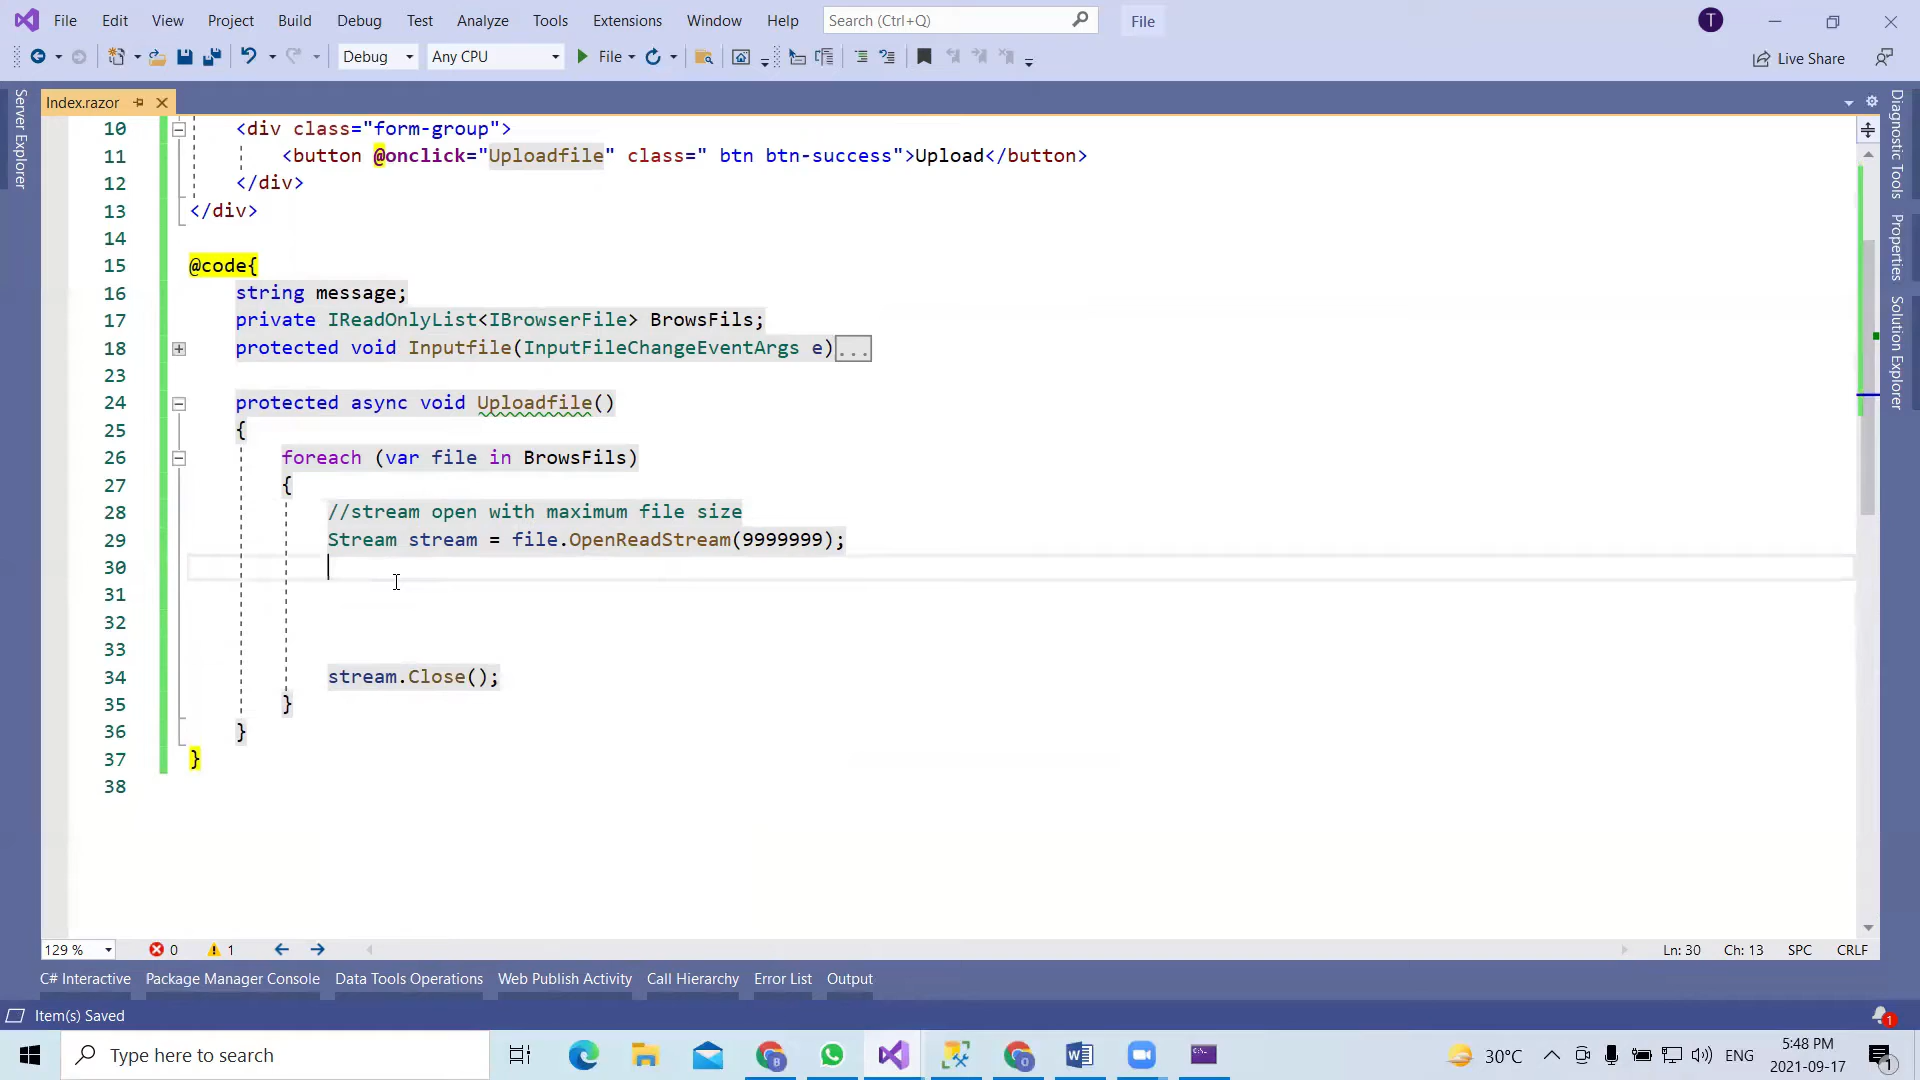 File Edit View Project Build Debug Test Analyze Tools Extensions Window Help Search (Ctrl+Q) File T
Debug Any CPU File Live Share
Server Explorer
Index.razor
Diagnostic Tools
Properties
Solution Explorer
10 <div class="form-group">
11 <button @onclick="Uploadfile" class=" btn btn-success">Upload</button>
12 </div>
13 </div>
14
15 @code{
16 string message;
17 private IReadOnlyList<IBrowserFile> BrowsFils;
18 protected void Inputfile(InputFileChangeEventArgs e)...
23
24 protected async void Uploadfile()
25 {
26 foreach (var file in BrowsFils)
27 {
28 //stream open with maximum file size
29 Stream stream = file.OpenReadStream(9999999);
30
31
32
33
34 stream.Close();
35 }
36 }
37 }
38
129 % 0 1 Ln: 30 Ch: 13 SPC CRLF
C# Interactive Package Manager Console Data Tools Operations Web Publish Activity Call Hierarchy Error List Output
Item(s) Saved 1
Type here to search 30°C ENG 5:48 PM
2021-09-17 1